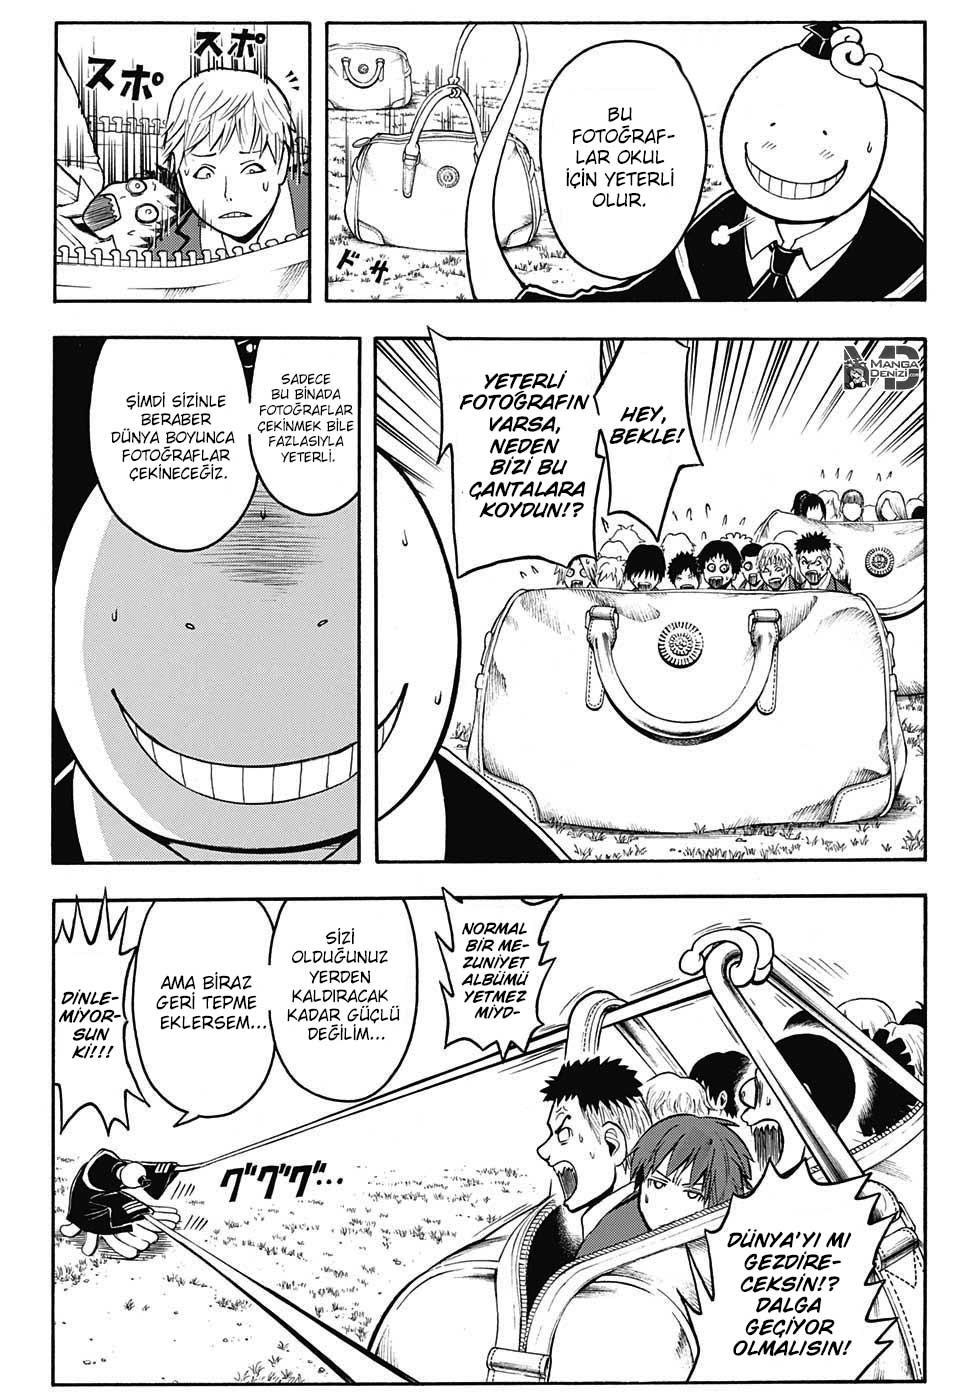 BU
FOTOĞRAF-
LAR OKUL
İÇİN YETERLİ
OLUR.
ドサ
スポ
スポ
MANGA
DENİZİ.COM
HEY,
BEKLE!
YETERLİ
FOTOĞRAFIN
VARSA,
NEDEN
BİZİ BU
ÇANTALARA
KOYDUN!?
SADECE
BU BİNADA
FOTOĞRAFLAR
ÇEKİNMEK BİLE
FAZLASIYLA
YETERLİ.
ŞİMDİ SİZİNLE
BERABER
DÜNYA BOYUNCA
FOTOĞRAFLAR
ÇEKİNECEĞİZ.
NORMAL
BİR ME-
ZUNİYET
ALBÜMÜ
YETMEZ
MİYD-
SİZİ
OLDUĞUNUZ
YERDEN
KALDIRACAK
KADAR GÜÇLÜ
DEĞİLİM...
AMA BİRAZ
GERİ TEPME
EKLERSEM...
DİNLE-
MİYOR-
SUN
Kİ!!!
ググググ...
DÜNYA'YI MI
GEZDİRE-
CEKSİN!?
DALGA
GEÇİYOR
OLMALISIN!